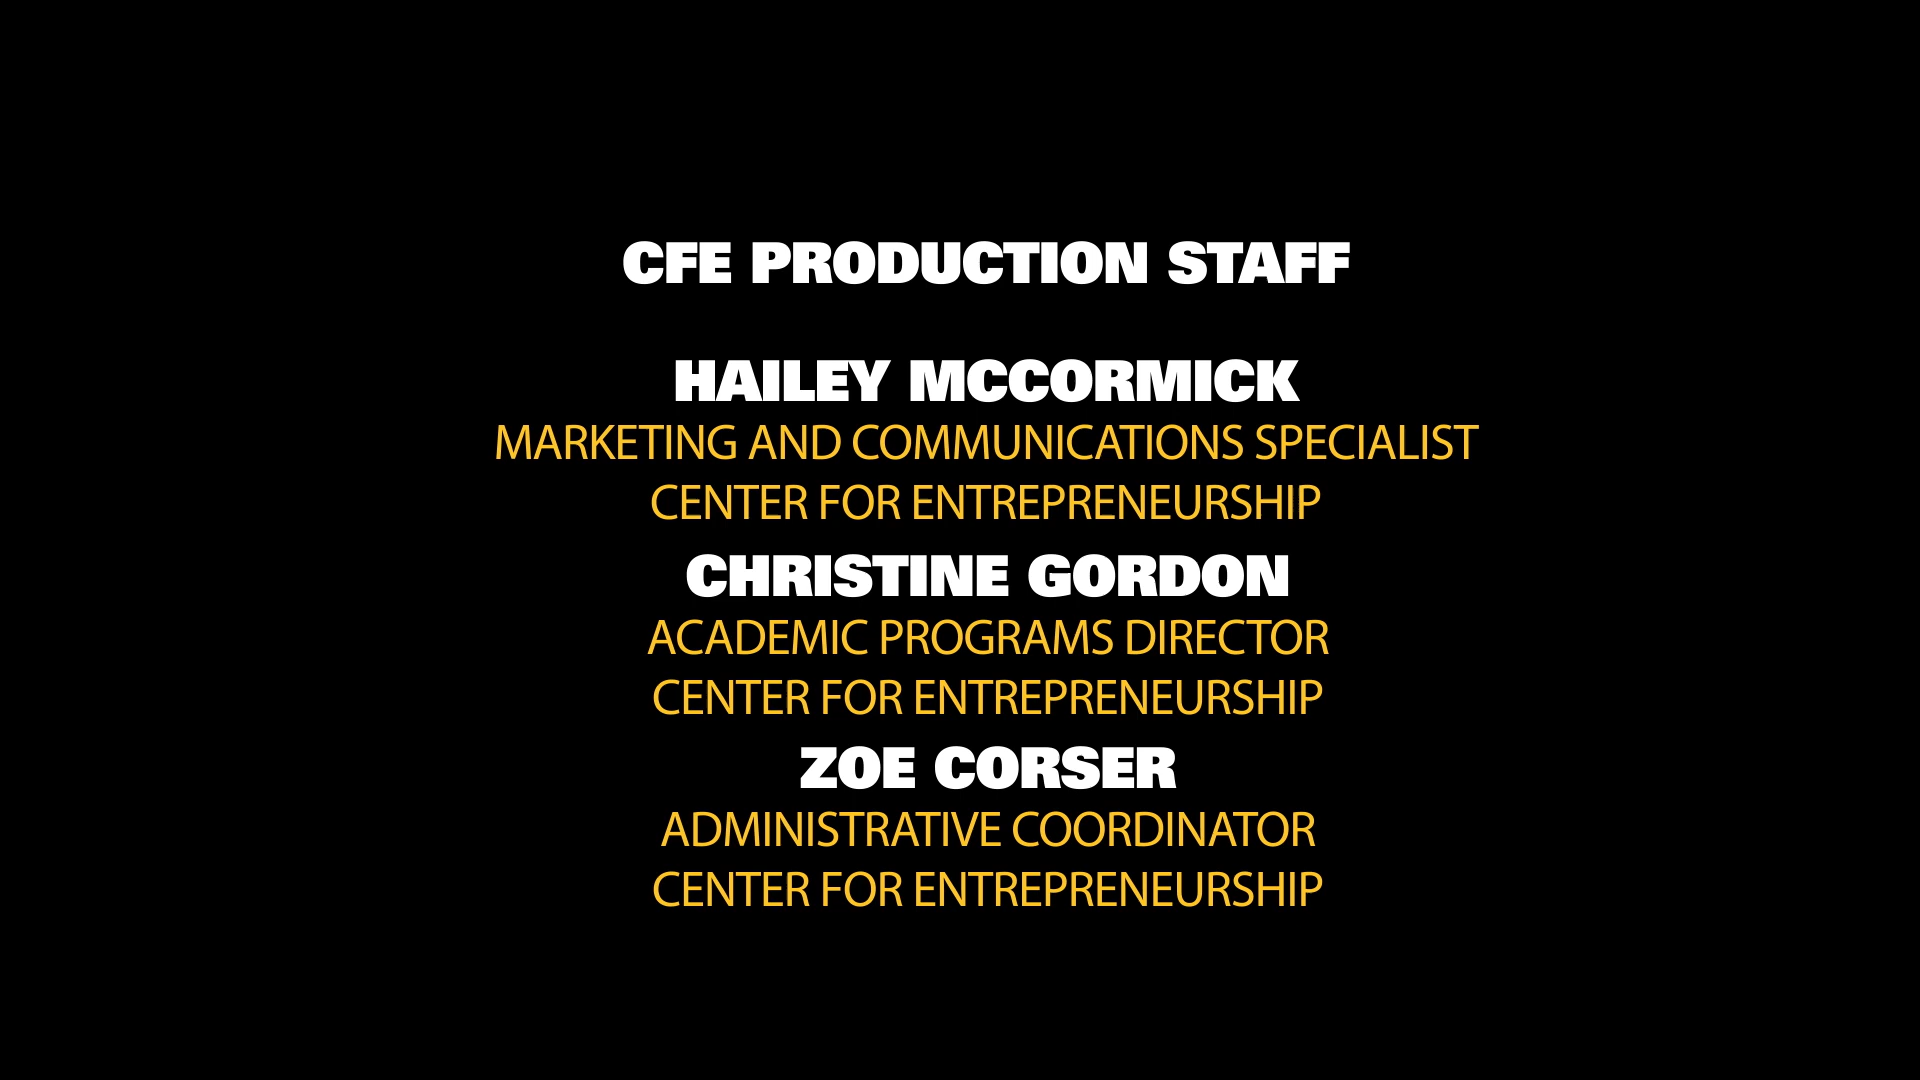 CFE PRODUCTION STAFF
HAILEY MCCORMICK
MARKETING AND COMMUNICATIONS SPECIALIST
CENTER FOR ENTREPRENEURSHIP
CHRISTINE GORDON
ACADEMIC PROGRAMS DIRECTOR
CENTER FOR ENTREPRENEURSHIP
ZOE CORSER
ADMINISTRATIVE COORDINATOR
CENTER FOR ENTREPRENEURSHIP